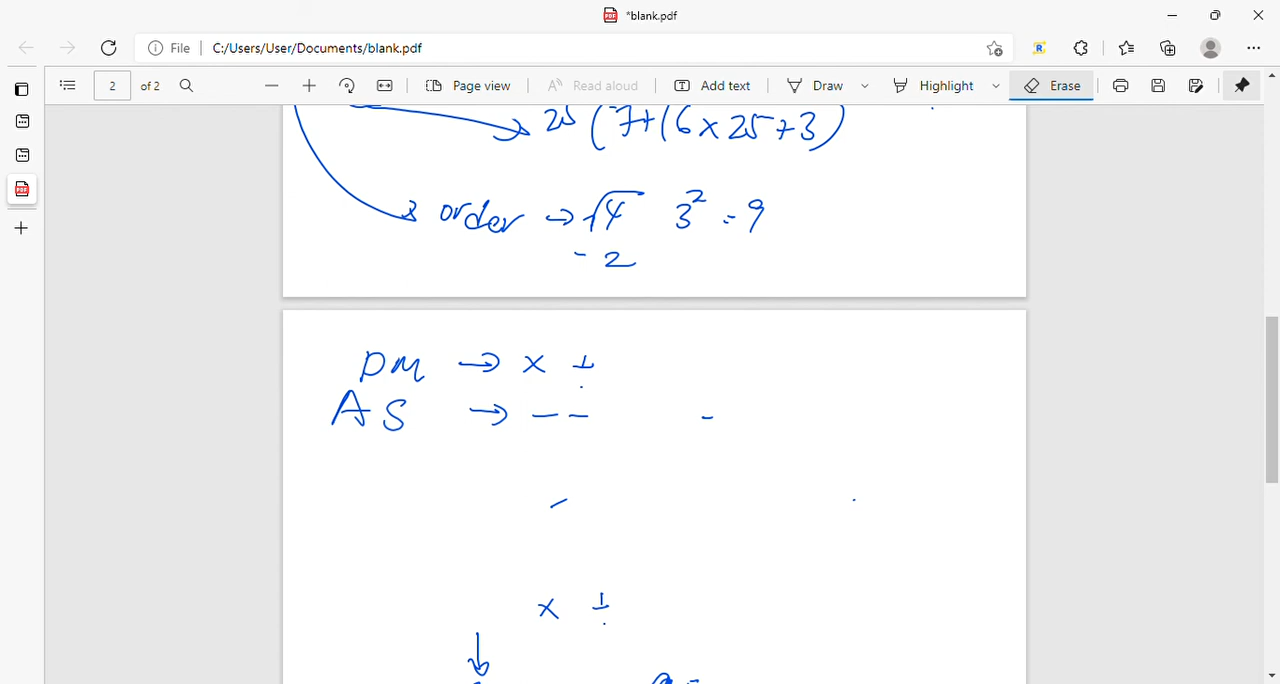 *blank.pdf
File C:/Users/User/Documents/blank.pdf
2 of 2 Page view Read aloud Add text Draw Highlight Erase
25 (7+(6×25+3)
order → √4 3² = 9
= 2
DM → × ÷
AS → - -
× ÷